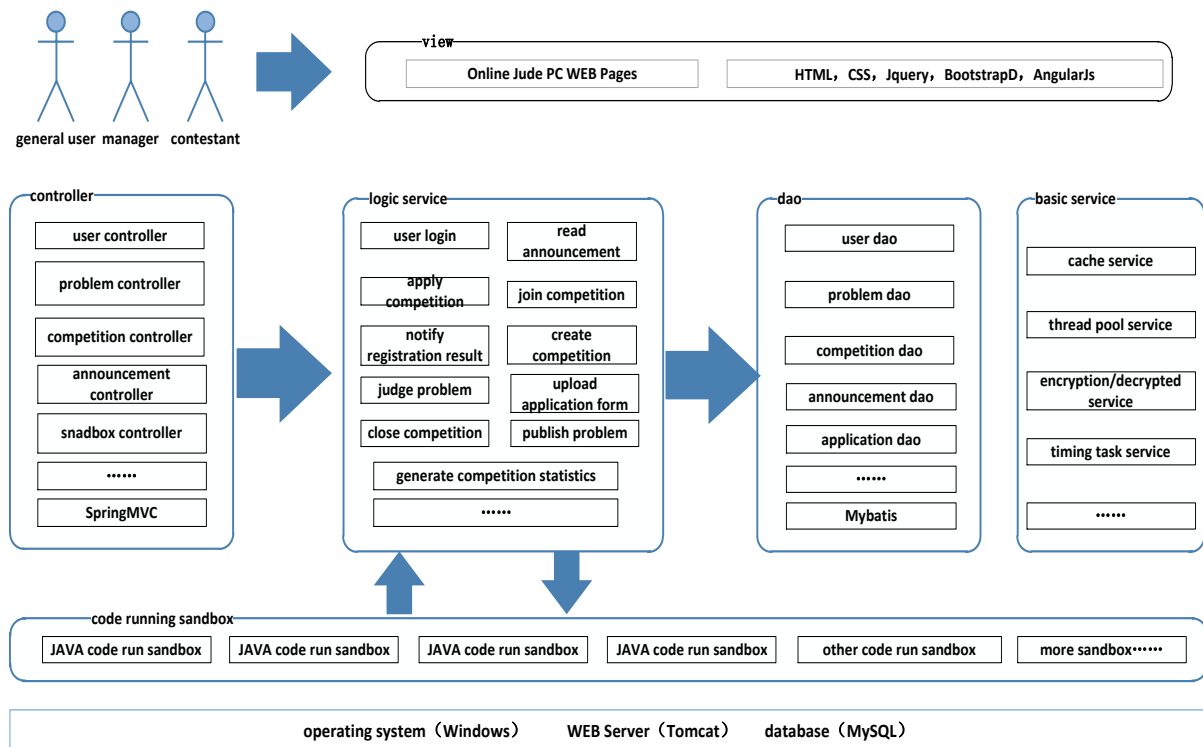 view
Online Jude PC WEB Pages
HTML，CSS，Jquery，BootstrapD，AngularJs
general user
manager
contestant
controller
user controller
problem controller
competition controller
announcement
controller
snadbox controller
……
SpringMVC
logic service
user login
read
announcement
apply
competition
join competition
notify
registration result
create
competition
judge problem
upload
application form
close competition
publish problem
generate competition statistics
……
dao
user dao
problem dao
competition dao
announcement dao
application dao
……
Mybatis
basic service
cache service
thread pool service
encryption/decrypted
service
timing task service
……
code running sandbox
JAVA code run sandbox
JAVA code run sandbox
JAVA code run sandbox
JAVA code run sandbox
other code run sandbox
more sandbox……
operating system（Windows） WEB Server（Tomcat） database（MySQL）